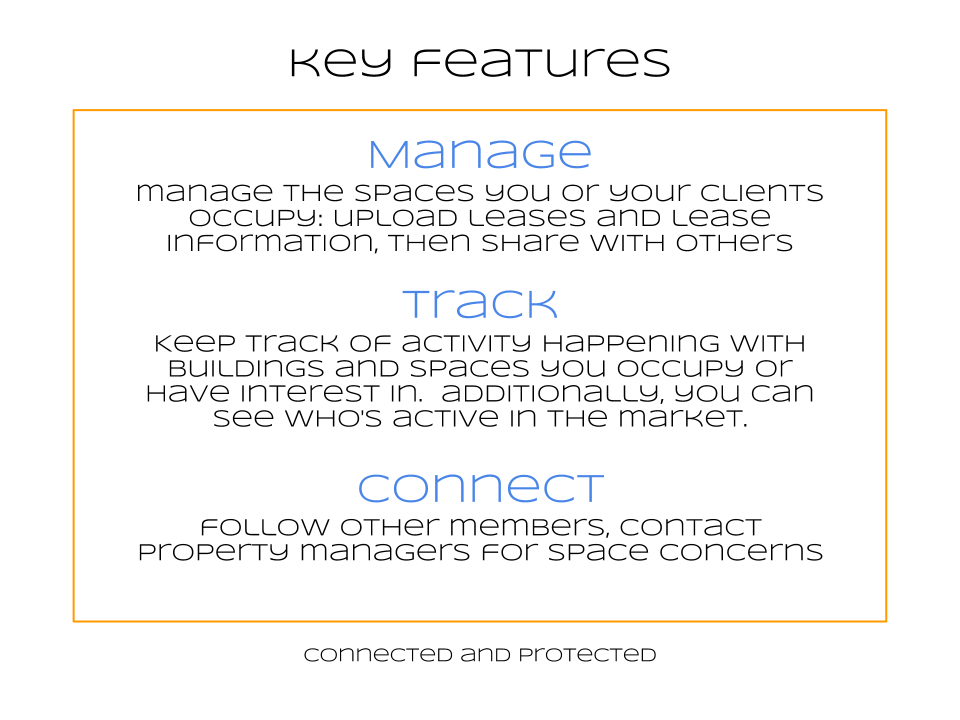 Key Features
Manage
manage the spaces you or your clients
occupy: upload leases and lease
information, then share with others
Track
Keep track of activity happening with
buildings and spaces you occupy or
have interest in.  Additionally, you can
see who's active in the market.
Connect
Follow other members, contact
property managers for space concerns
Connected and Protected